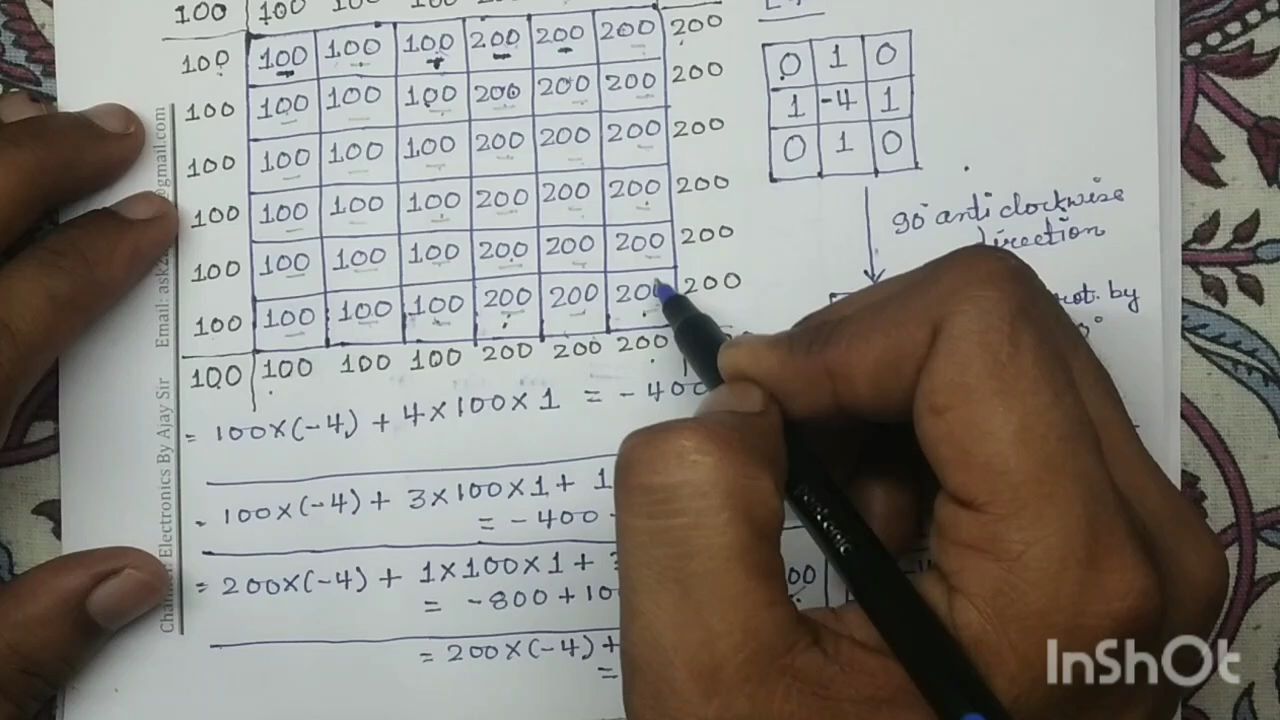 100 100 100 100
100 100 100 100 200 200 200 200
100 100 100 100 200 200 200 200
100 100 100 100 200 200 200 200
100 100 100 100 200 200 200 200
100 100 100 100 200 200 200 200
100 100 100 100 200 200 200 200
100 100 100 100 200 200 200
0 1 0
1 -4 1
0 1 0
90° anticlockwise
direction
rot. by
= 100×(-4) + 4×100×1 = -400
= 100×(-4) + 3×100×1 + 1
= -400
= 200×(-4) + 1×100×1 +
= -800 + 10
= 200×(-4) +
=
Electronics By Ajay Sir Email:
@gmail.com
InShOt